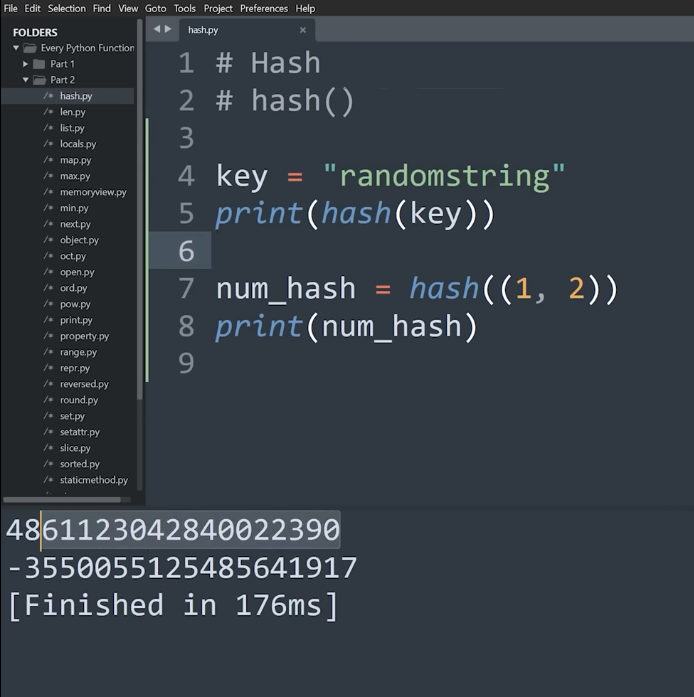 File Edit Selection Find View Goto Tools Project Preferences Help
FOLDERS
Every Python Function
Part 1
Part 2
/* hash.py
/* len.py
/* list.py
/* locals.py
/* map.py
/* max.py
/* memoryview.py
/* min.py
/* next.py
/* object.py
/* oct.py
/* open.py
/* ord.py
/* pow.py
/* print.py
/* property.py
/* range.py
/* repr.py
/* reversed.py
/* round.py
/* set.py
/* setattr.py
/* slice.py
/* sorted.py
/* staticmethod.py
hash.py ×
1 # Hash
2 # hash()
3
4 key = "randomstring"
5 print(hash(key))
6
7 num_hash = hash((1, 2))
8 print(num_hash)
9
4861123042840022390
-3550055125485641917
[Finished in 176ms]